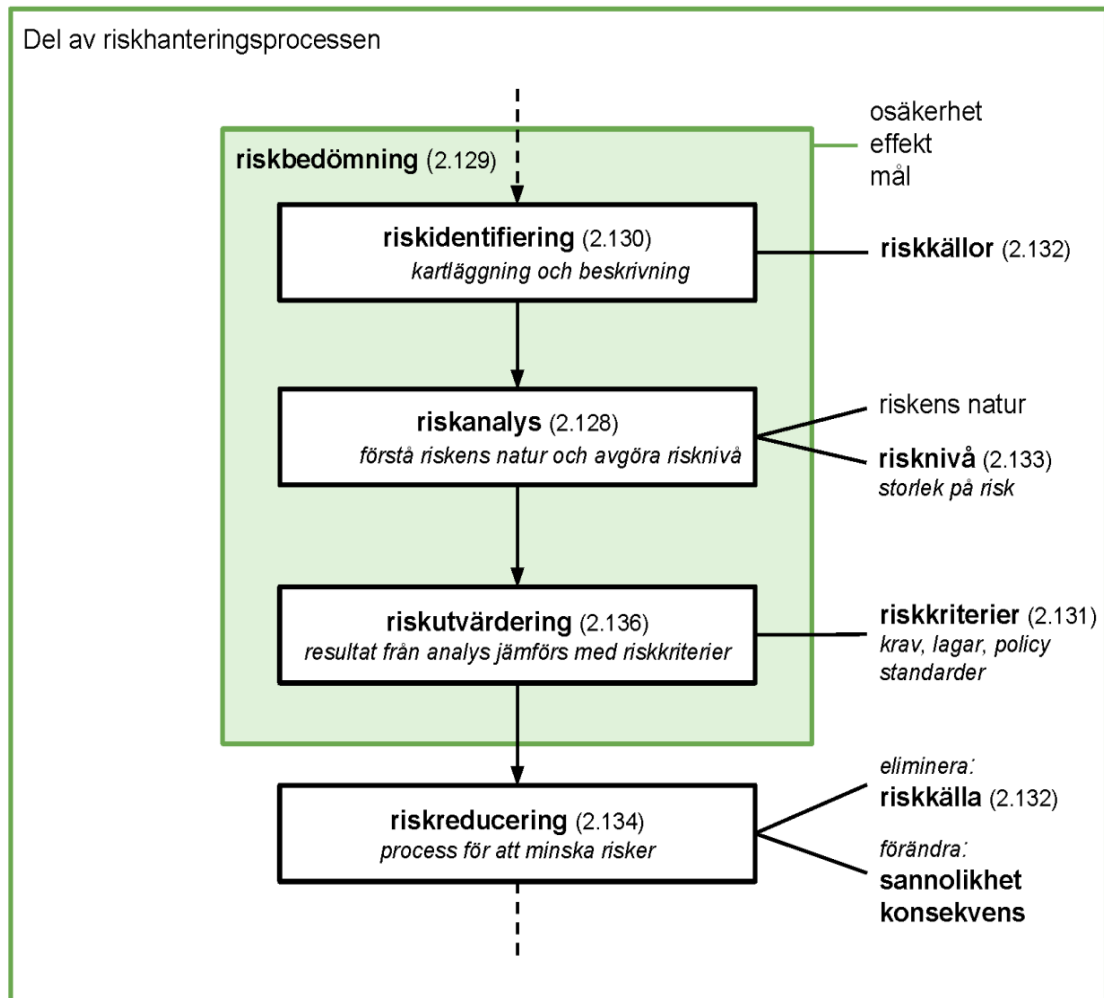 Del av riskhanteringsprocessen
osäkerhet
effekt
mål
riskbedömning (2.129)
riskidentifiering (2.130)
kartläggning och beskrivning
riskkällor (2.132)
riskanalys (2.128)
förstå riskens natur och avgöra risknivå
riskens natur
risknivå (2.133)
storlek på risk
riskutvärdering (2.136)
resultat från analys jämförs med riskkriterier
riskkriterier (2.131)
krav, lagar, policy
standarder
riskreducering (2.134)
process för att minska risker
eliminera:
riskkälla (2.132)
förändra:
sannolikhet
konsekvens